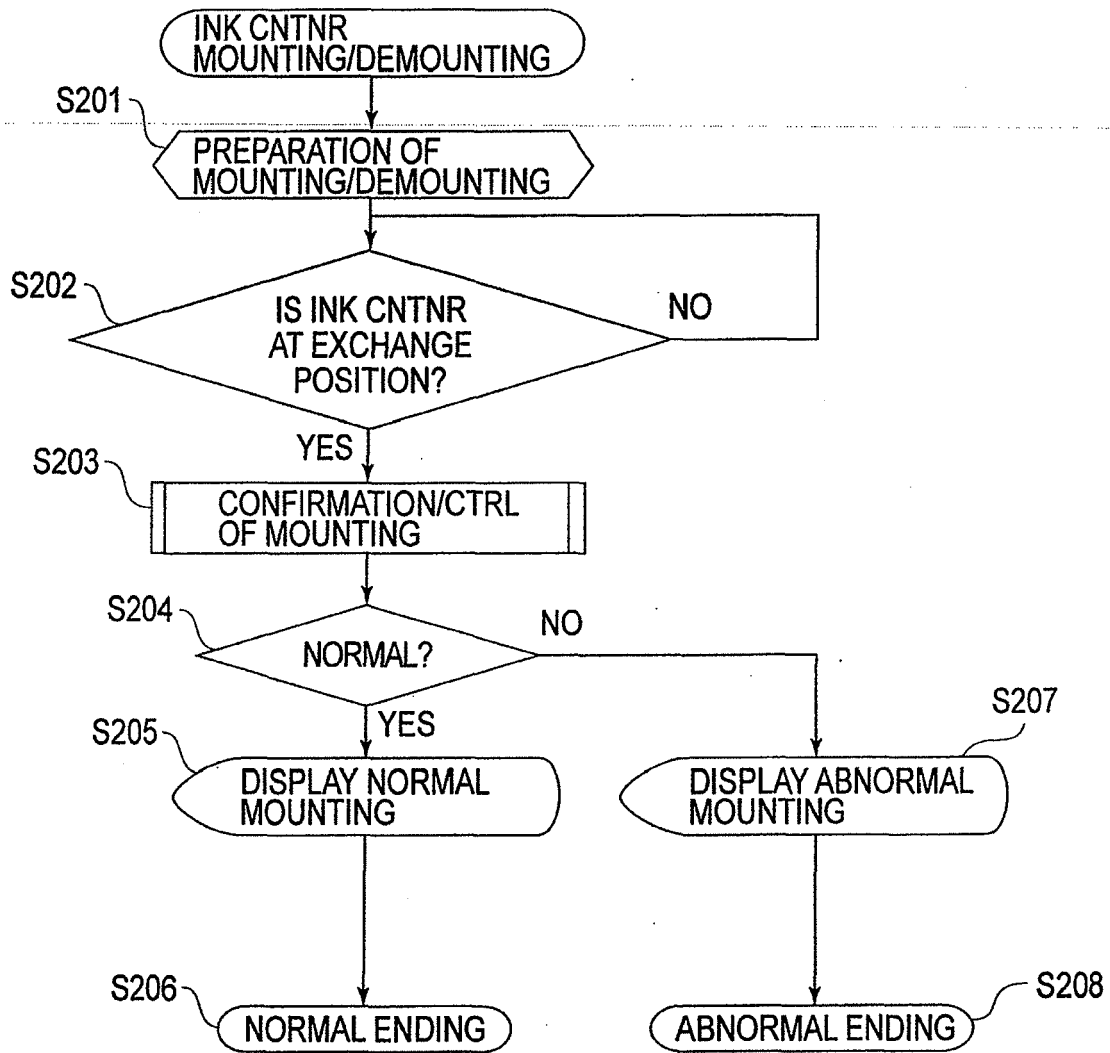 INK CNTNR
MOUNTING/DEMOUNTING
S201
PREPARATION OF
MOUNTING/DEMOUNTING
S202
IS INK CNTNR
AT EXCHANGE
POSITION?
NO
YES
S203
CONFIRMATION/CTRL
OF MOUNTING
S204
NORMAL?
NO
YES
S205
DISPLAY NORMAL
MOUNTING
S207
DISPLAY ABNORMAL
MOUNTING
S206
NORMAL ENDING
S208
ABNORMAL ENDING